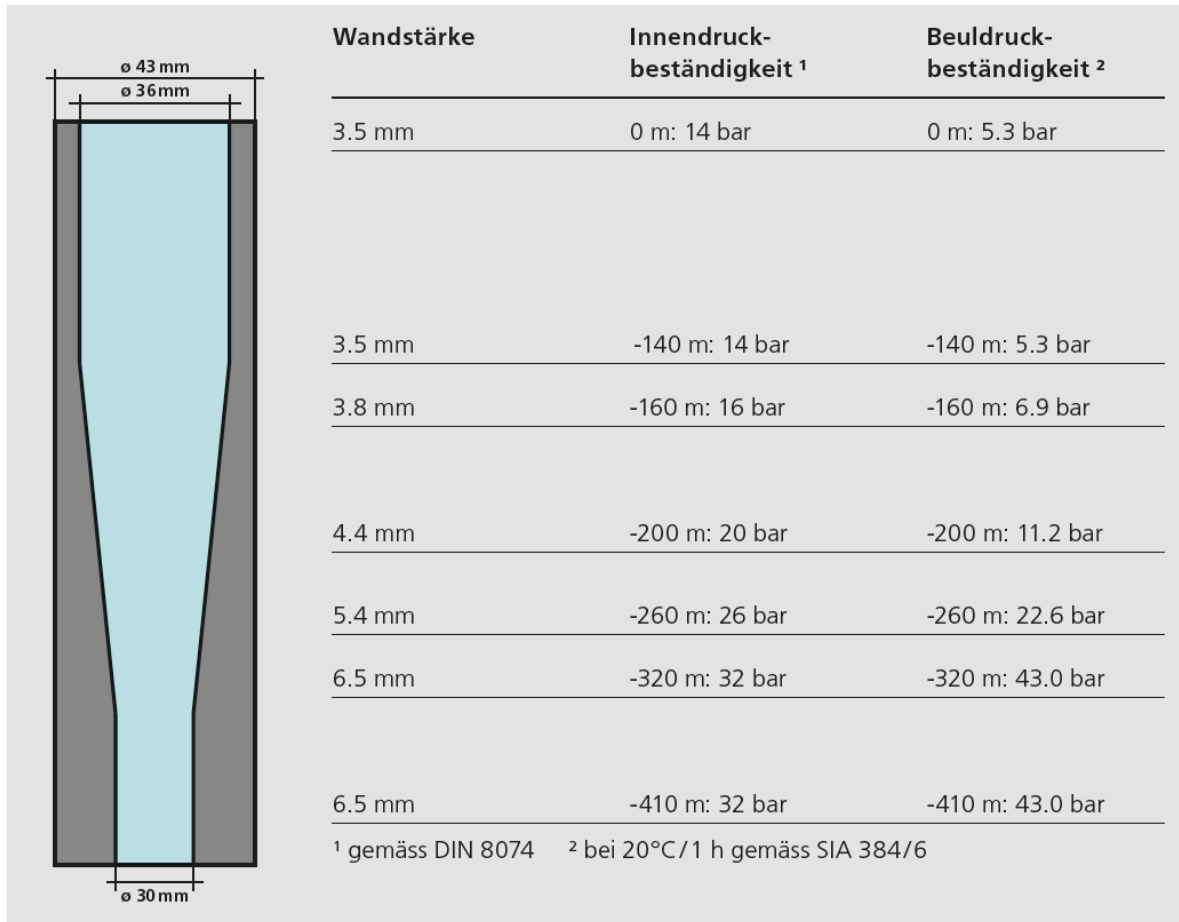 Wandstärke Innendruck- Beuldruck-
beständigkeit ¹ beständigkeit ²
ø 43 mm
ø 36 mm
3.5 mm 0 m: 14 bar 0 m: 5.3 bar
3.5 mm -140 m: 14 bar -140 m: 5.3 bar
3.8 mm -160 m: 16 bar -160 m: 6.9 bar
4.4 mm -200 m: 20 bar -200 m: 11.2 bar
5.4 mm -260 m: 26 bar -260 m: 22.6 bar
6.5 mm -320 m: 32 bar -320 m: 43.0 bar
6.5 mm -410 m: 32 bar -410 m: 43.0 bar
¹ gemäss DIN 8074 ² bei 20°C/1 h gemäss SIA 384/6
ø 30 mm